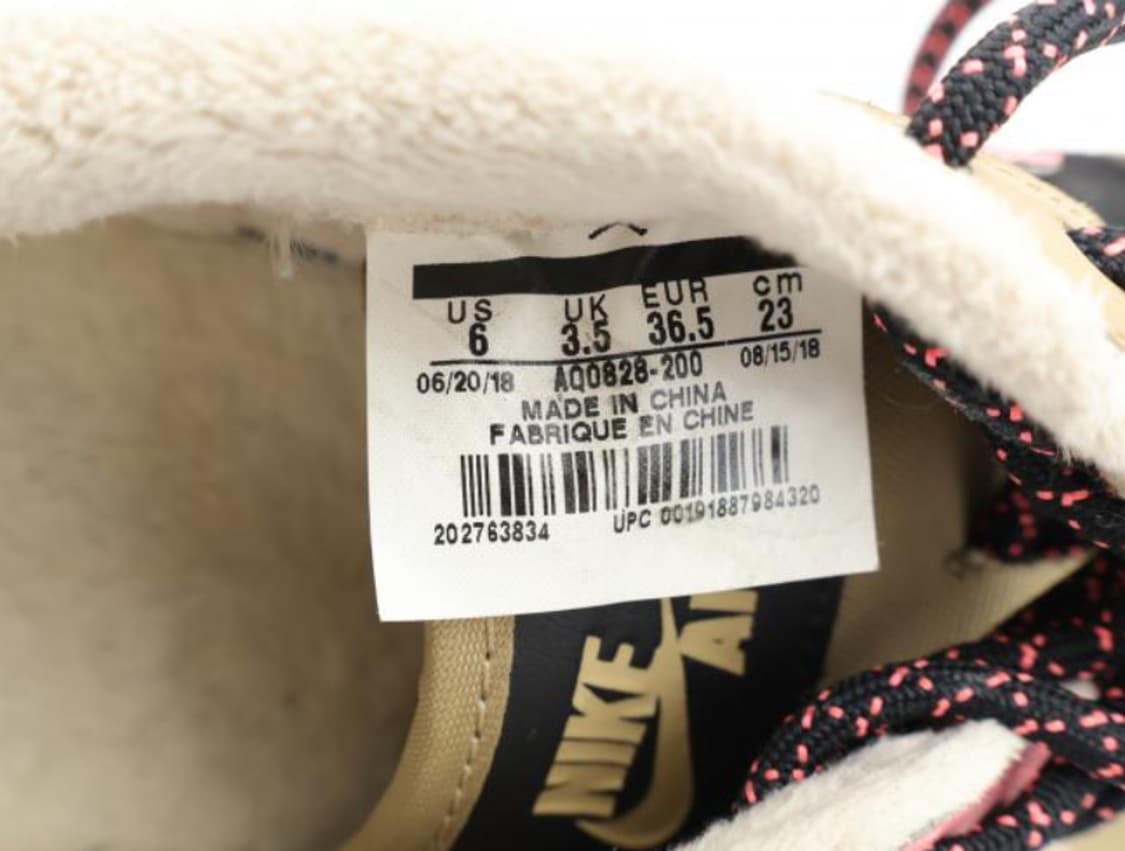 US UK EUR cm
6 3.5 36.5 23
06/20/18 AQ0828-200 08/15/18
MADE IN CHINA
FABRIQUE EN CHINE
202763834 UPC 00191887984320
NIKE
AIR